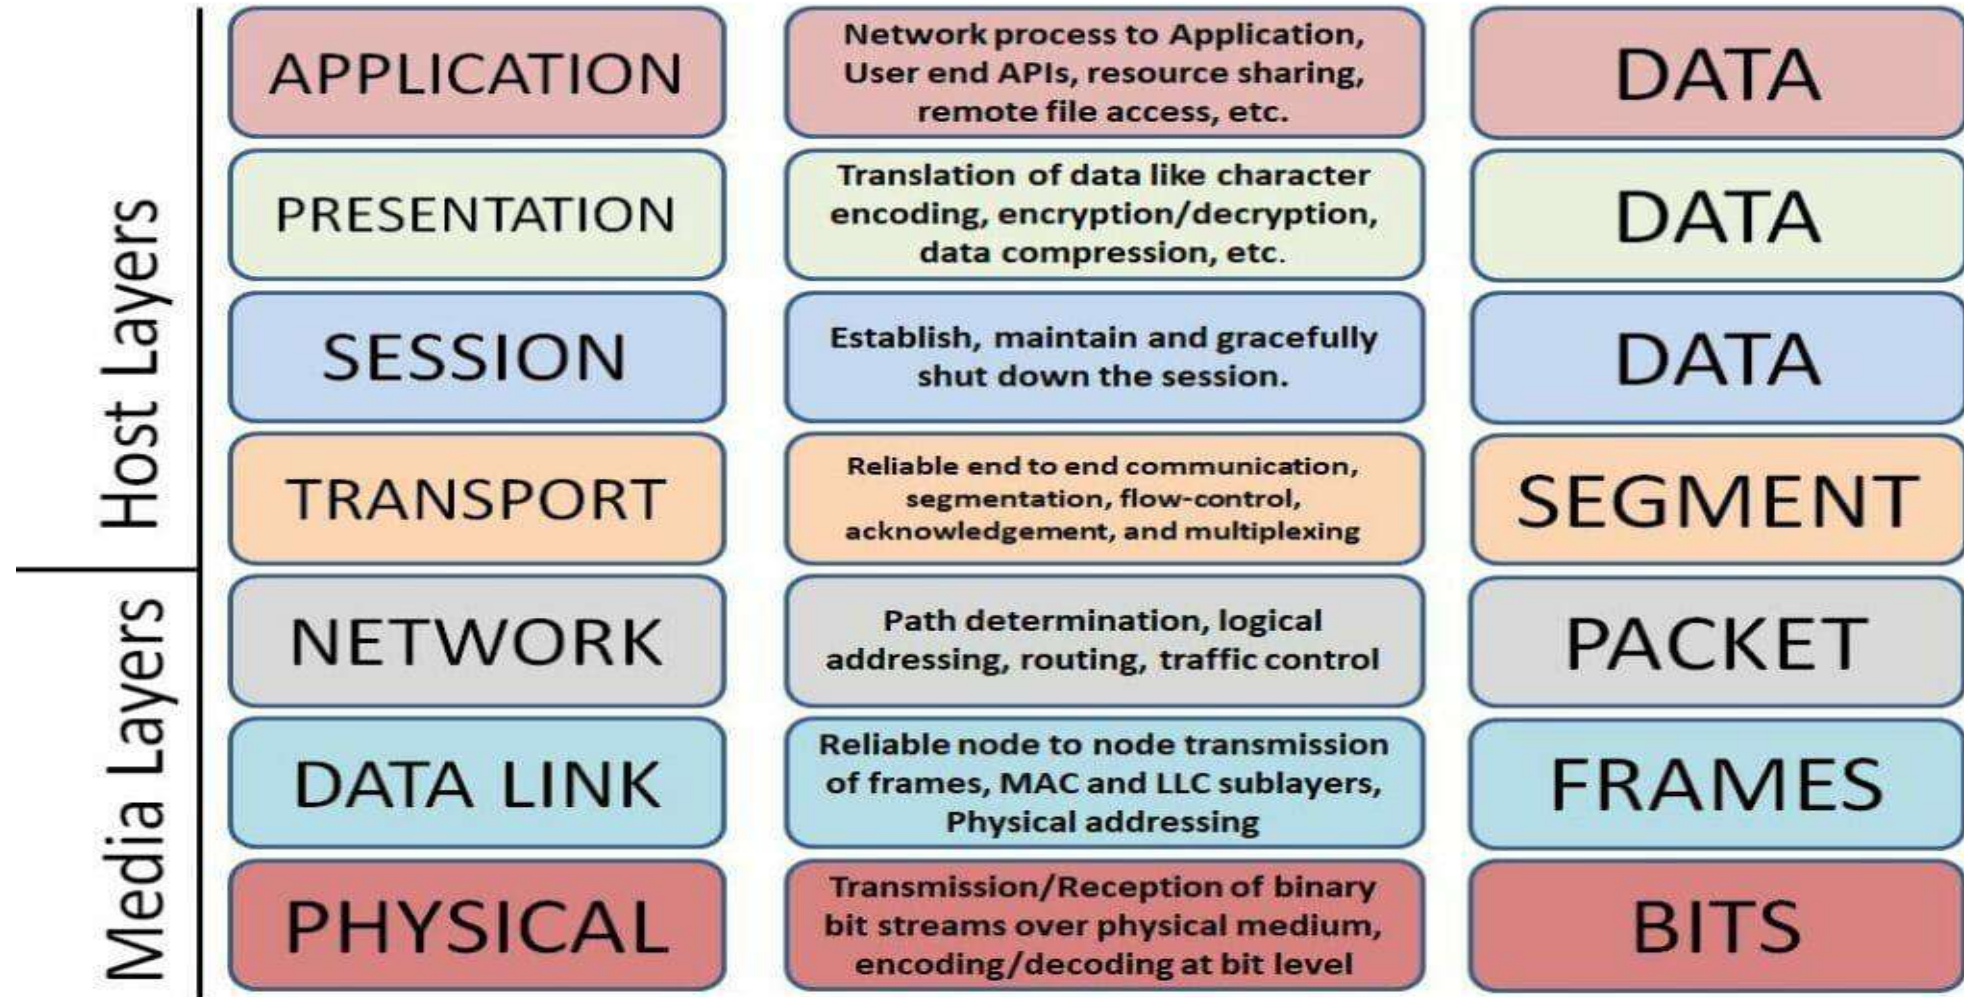 Host Layers
APPLICATION
Network process to Application,
User end APIs, resource sharing,
remote file access, etc.
DATA
PRESENTATION
Translation of data like character
encoding, encryption/decryption,
data compression, etc.
DATA
SESSION
Establish, maintain and gracefully
shut down the session.
DATA
TRANSPORT
Reliable end to end communication,
segmentation, flow-control,
acknowledgement, and multiplexing
SEGMENT
Media Layers
NETWORK
Path determination, logical
addressing, routing, traffic control
PACKET
DATA LINK
Reliable node to node transmission
of frames, MAC and LLC sublayers,
Physical addressing
FRAMES
PHYSICAL
Transmission/Reception of binary
bit streams over physical medium,
encoding/decoding at bit level
BITS